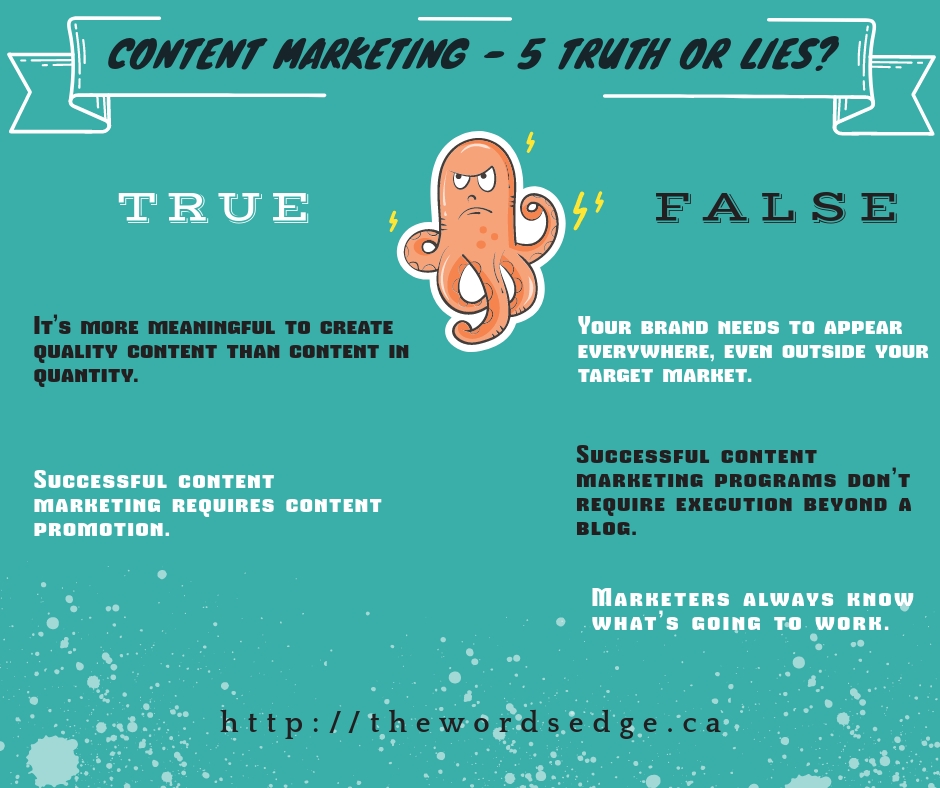 CONTENT MARKETING - 5 TRUTH OR LIES?
TRUE
FALSE
It's more meaningful to create
quality content than content in
quantity.
Your brand needs to appear
everywhere, even outside your
target market.
Successful content
marketing requires content
promotion.
Successful content
marketing programs don't
require execution beyond a
blog.
Marketers always know
what's going to work.
http://thewordsedge.ca